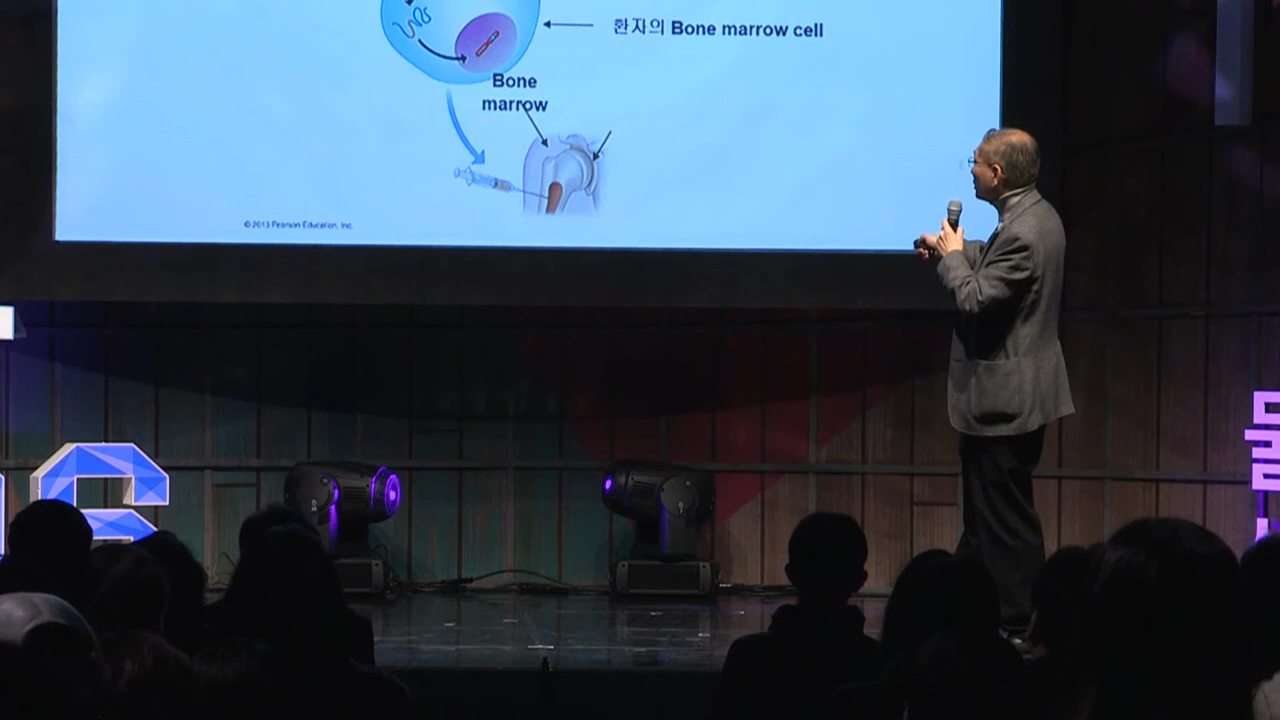 환자의 Bone marrow cell
Bone
marrow
© 2013 Pearson Education, Inc.